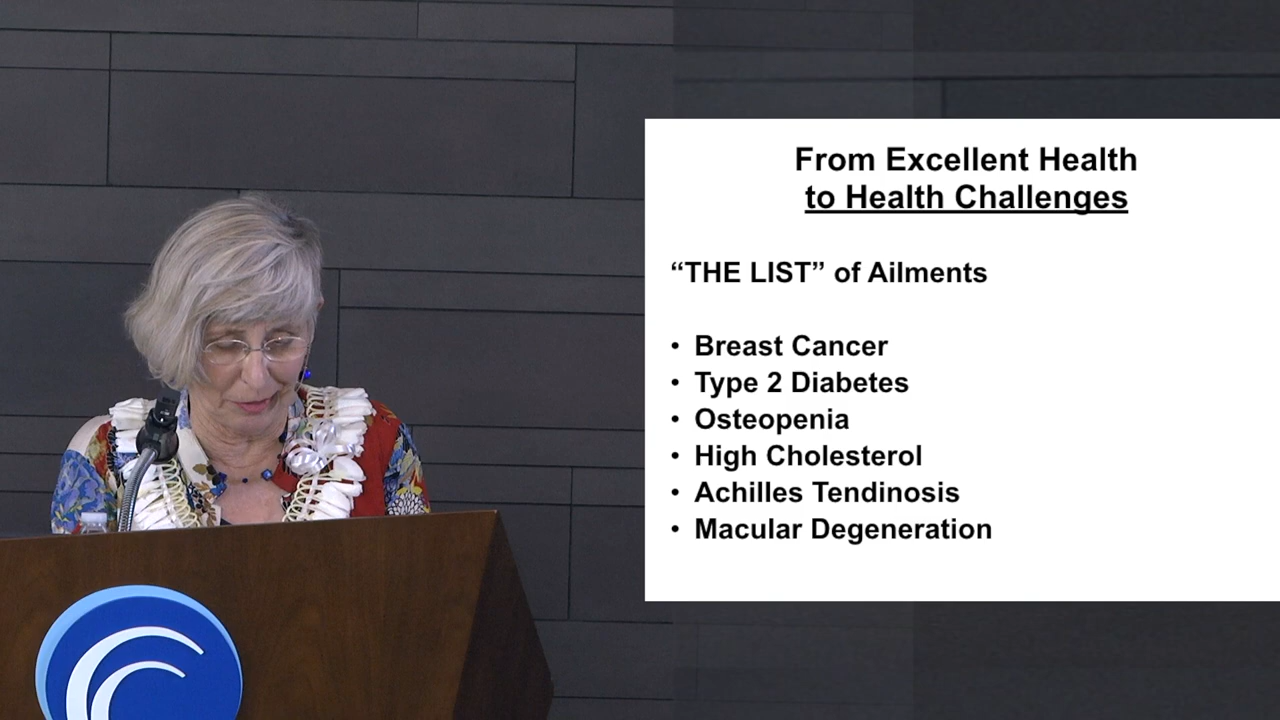 From Excellent Health
to Health Challenges
“THE LIST” of Ailments
• Breast Cancer
• Type 2 Diabetes
• Osteopenia
• High Cholesterol
• Achilles Tendinosis
• Macular Degeneration